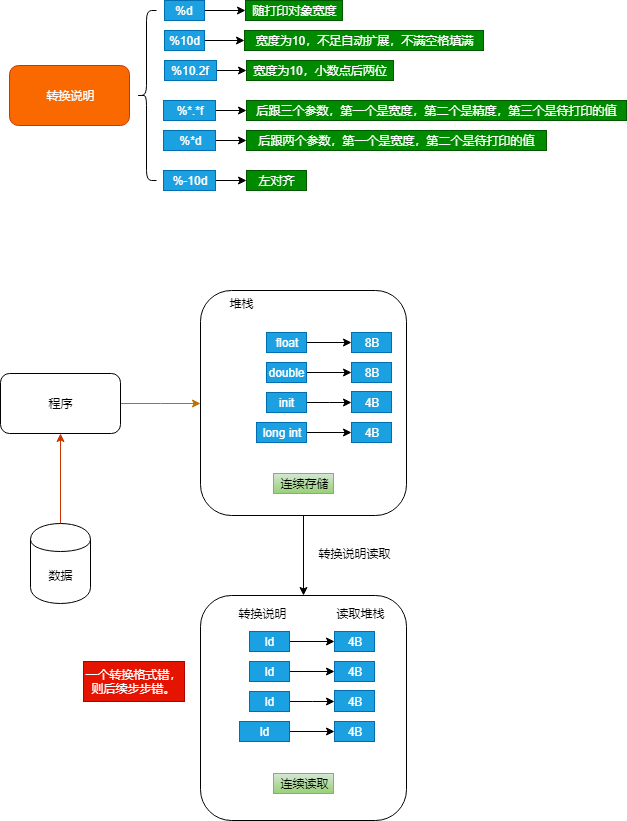 %d 随打印对象宽度
%10d 宽度为10，不足自动扩展，不满空格填满
%10.2f 宽度为10，小数点后两位
转换说明
%*.*f 后跟三个参数，第一个是宽度，第二个是精度，第三个是待打印的值
%*d 后跟两个参数，第一个是宽度，第二个是待打印的值
%-10d 左对齐
堆栈
float 8B
double 8B
程序
init 4B
long int 4B
连续存储
转换说明读取
数据
转换说明 读取堆栈
ld 4B
ld 4B
一个转换格式错，
则后续步步错。
ld 4B
ld 4B
连续读取